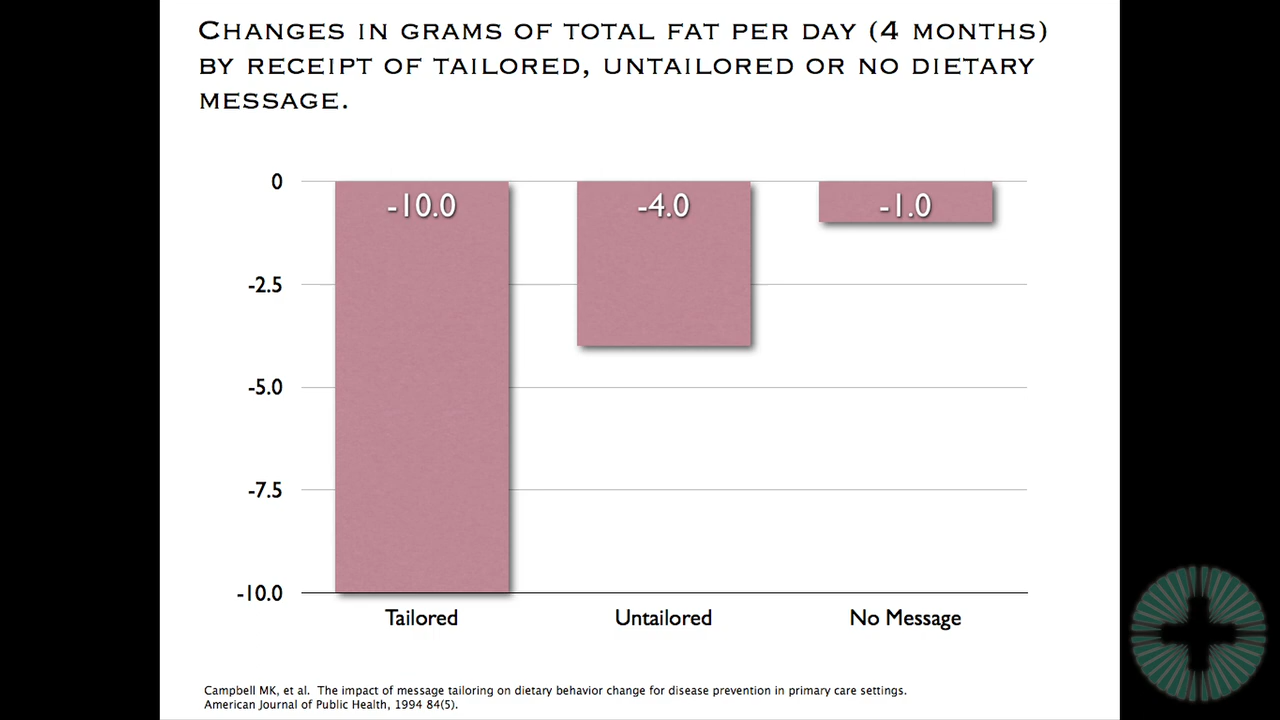 CHANGES IN GRAMS OF TOTAL FAT PER DAY (4 MONTHS)
BY RECEIPT OF TAILORED, UNTAILORED OR NO DIETARY
MESSAGE.
0
-2.5
-5.0
-7.5
-10.0
-10.0
-4.0
-1.0
Tailored
Untailored
No Message
Campbell MK, et al. The impact of message tailoring on dietary behavior change for disease prevention in primary care settings.
American Journal of Public Health, 1994 84(5).